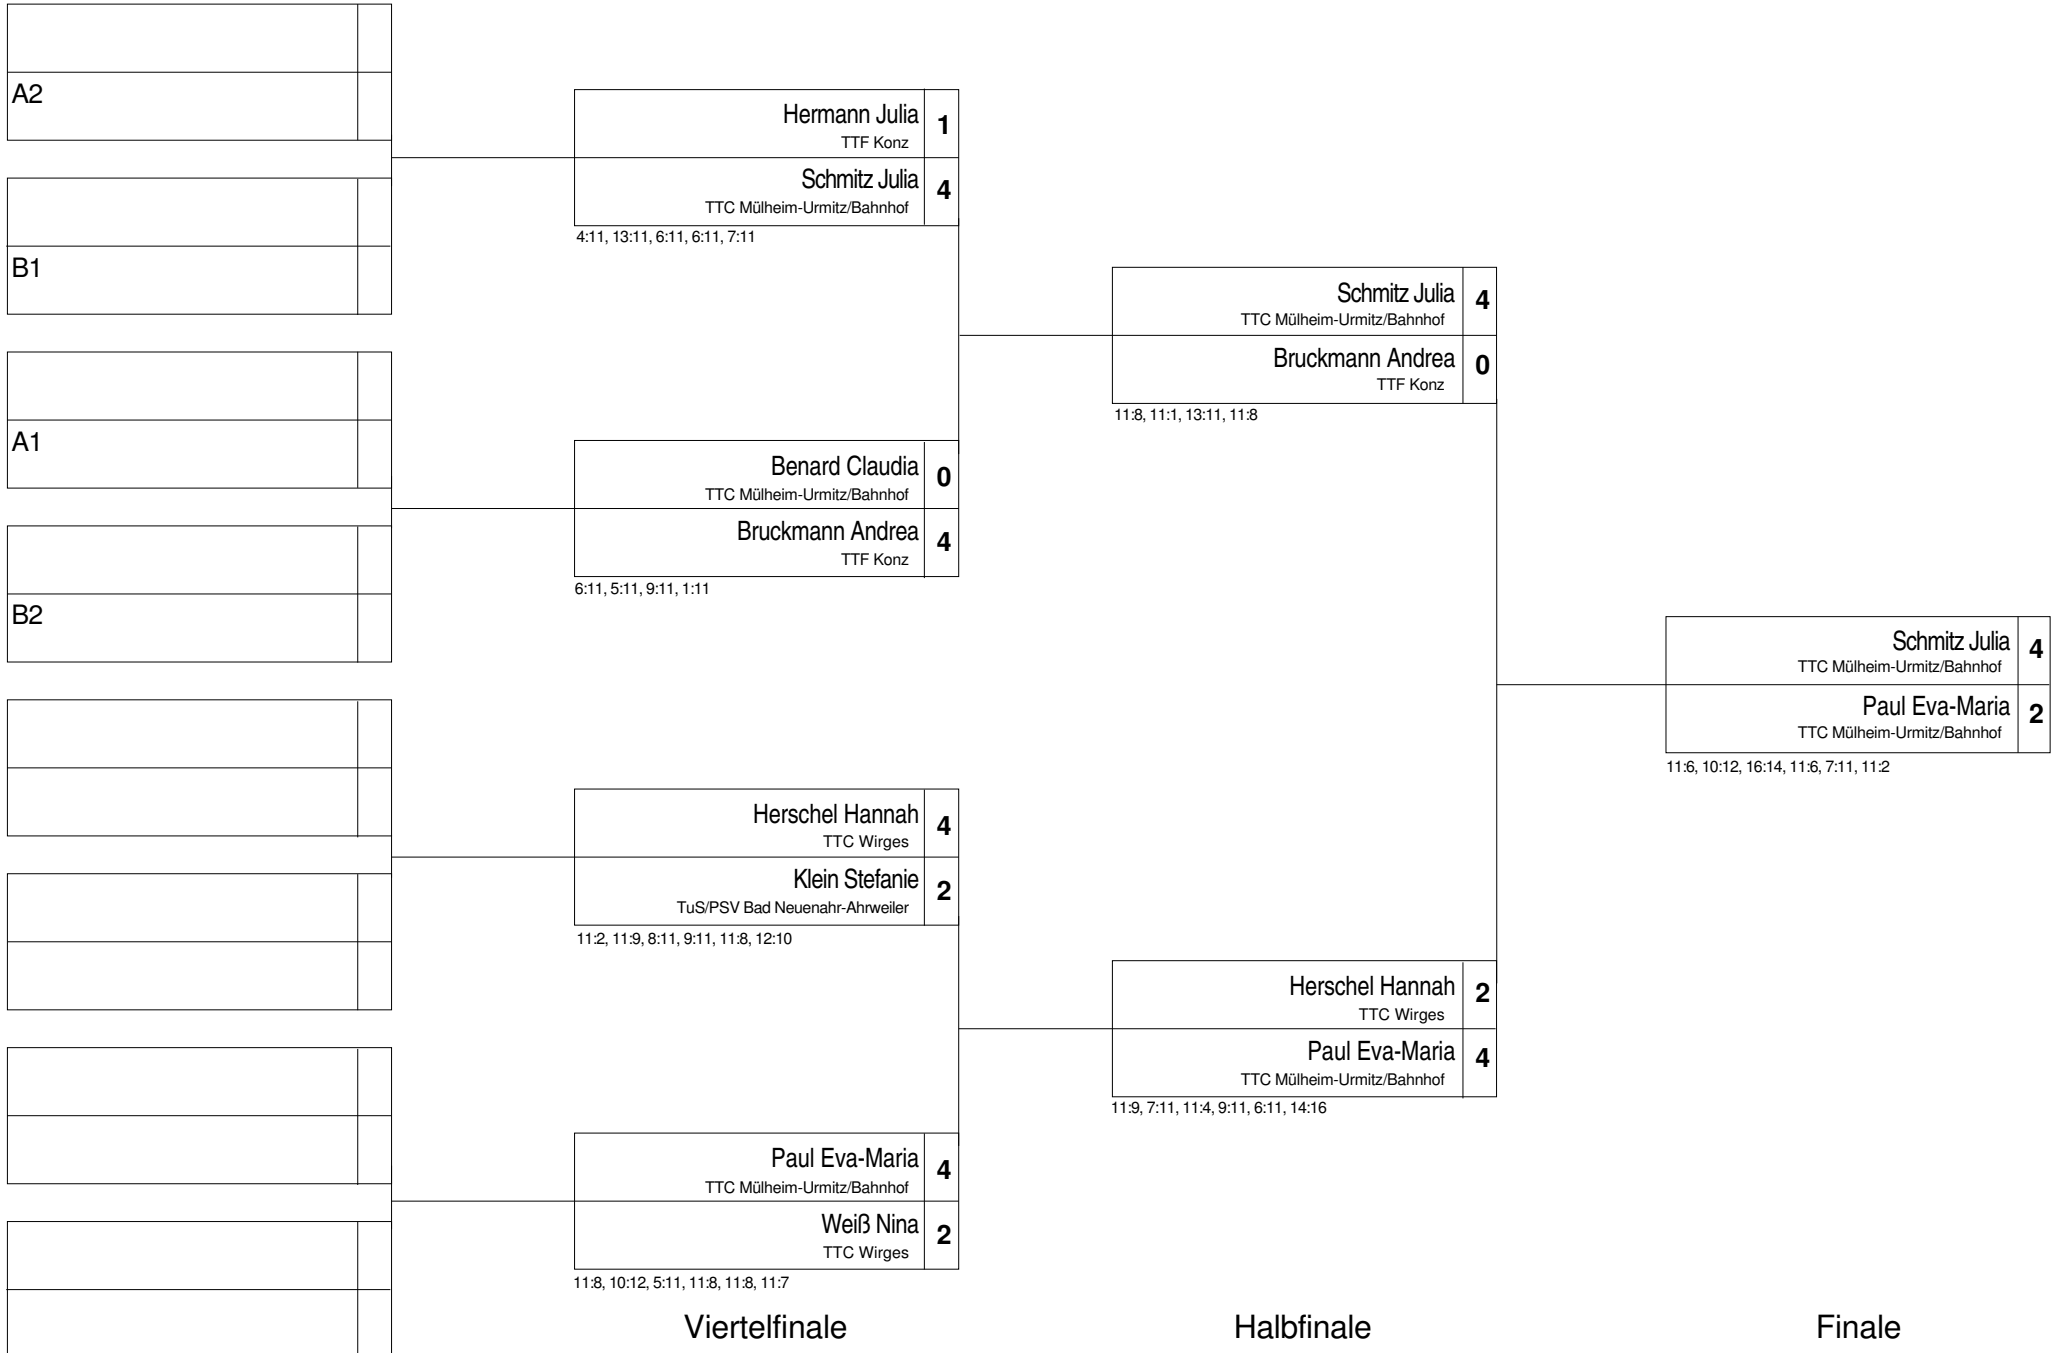 A2
B1
A1
B2
Hermann Julia 1
TTF Konz
Schmitz Julia 4
TTC Mülheim-Urmitz/Bahnhof
4:11, 13:11, 6:11, 6:11, 7:11
Benard Claudia 0
TTC Mülheim-Urmitz/Bahnhof
Bruckmann Andrea 4
TTF Konz
6:11, 5:11, 9:11, 1:11
Herschel Hannah 4
TTC Wirges
Klein Stefanie 2
TuS/PSV Bad Neuenahr-Ahrweiler
11:2, 11:9, 8:11, 9:11, 11:8, 12:10
Paul Eva-Maria 4
TTC Mülheim-Urmitz/Bahnhof
Weiß Nina 2
TTC Wirges
11:8, 10:12, 5:11, 11:8, 11:8, 11:7
Viertelfinale
Schmitz Julia 4
TTC Mülheim-Urmitz/Bahnhof
Bruckmann Andrea 0
TTF Konz
11:8, 11:1, 13:11, 11:8
Herschel Hannah 2
TTC Wirges
Paul Eva-Maria 4
TTC Mülheim-Urmitz/Bahnhof
11:9, 7:11, 11:4, 9:11, 6:11, 14:16
Halbfinale
Schmitz Julia 4
TTC Mülheim-Urmitz/Bahnhof
Paul Eva-Maria 2
TTC Mülheim-Urmitz/Bahnhof
11:6, 10:12, 16:14, 11:6, 7:11, 11:2
Finale